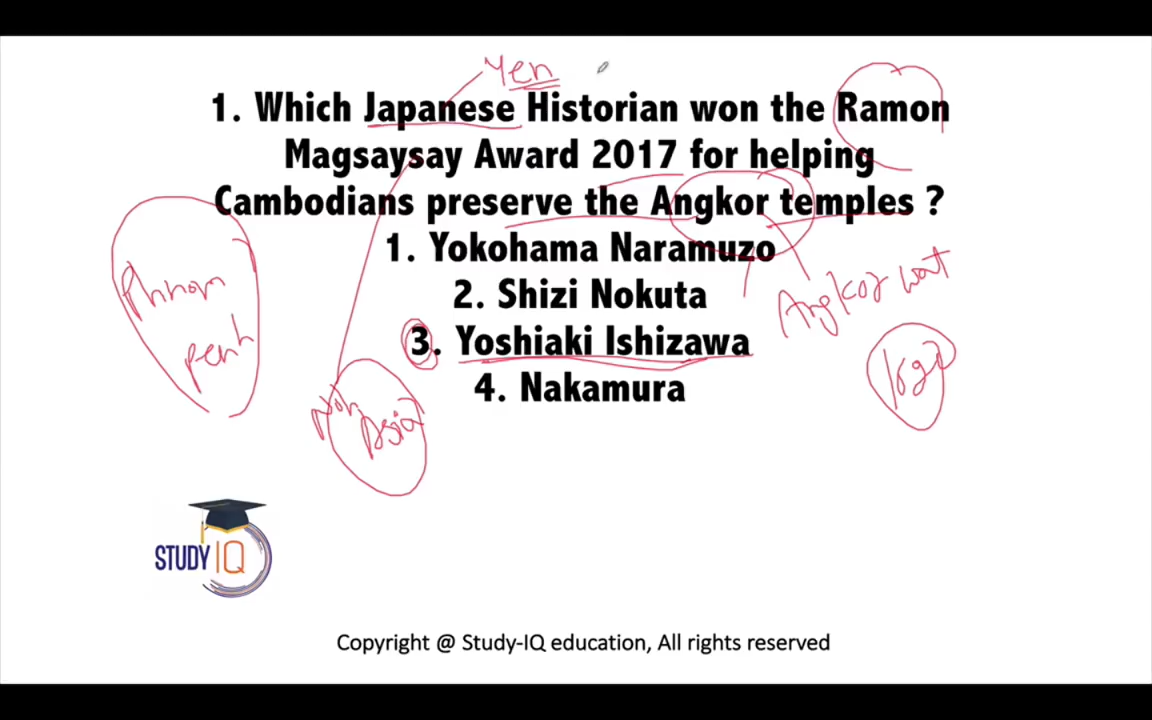 Yen
1. Which Japanese Historian won the Ramon
Magsaysay Award 2017 for helping
Cambodians preserve the Angkor temples ?
1. Yokohama Naramuzo
2. Shizi Nokuta
3. Yoshiaki Ishizawa
4. Nakamura
Phnom
penh
Angkor wat
Asia
STUDY IQ
Copyright @ Study-IQ education, All rights reserved